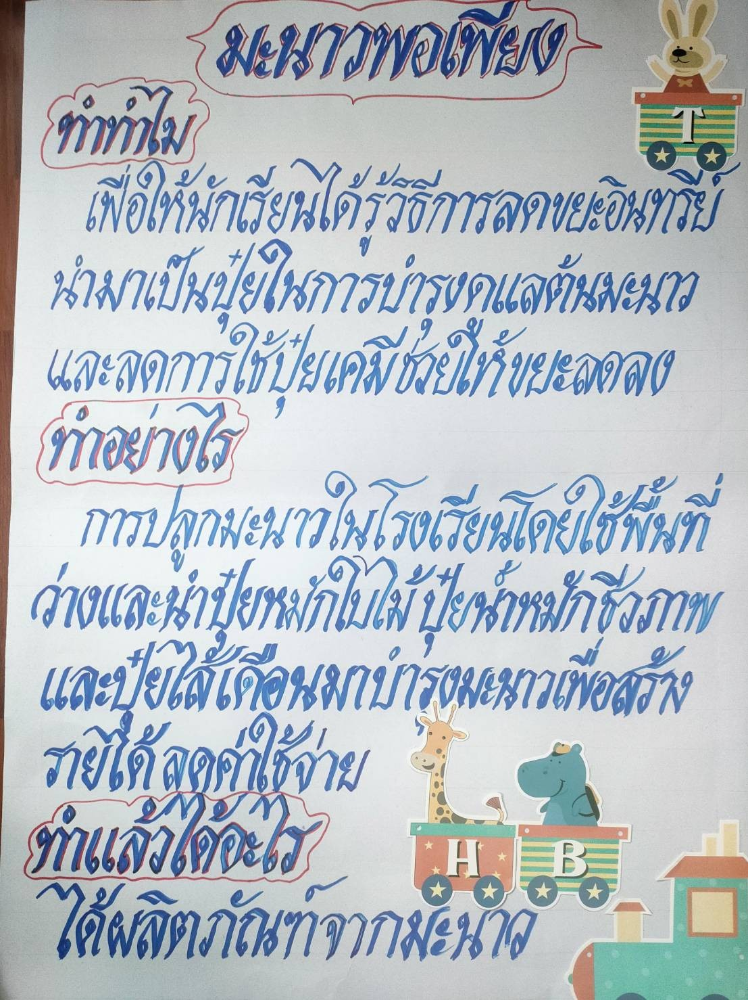 มะนาวพอเพียง
T
ทำทำไม
เพื่อให้นักเรียนได้รู้วิธีการลดขยะอินทรีย์
นำมาเป็นปุ๋ยในการบำรุงดูแลต้นมะนาว
และลดการใช้ปุ๋ยเคมีช่วยให้ขยะลดลง
ทำอย่างไร
การปลูกมะนาวในโรงเรียนโดยใช้พื้นที่
ว่างและนำปุ๋ยหมักใบไม้ ปุ๋ยน้ำหมักชีวภาพ
และปุ๋ยไส้เดือนมาบำรุงมะนาวเพื่อสร้าง
รายได้ ลดค่าใช้จ่าย
ทำแล้วได้อะไร
H B
ได้ผลิตภัณฑ์จากมะนาว